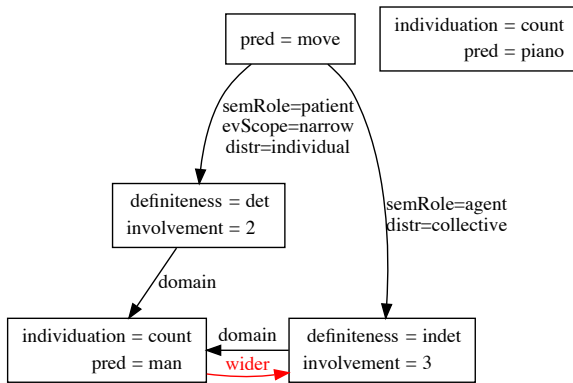 pred = move
individuation = count
pred = piano
semRole=patient
evScope=narrow
distr=individual
semRole=agent
distr=collective
definiteness = det
involvement = 2
domain
individuation = count
pred = man
domain
wider
definiteness = indet
involvement = 3